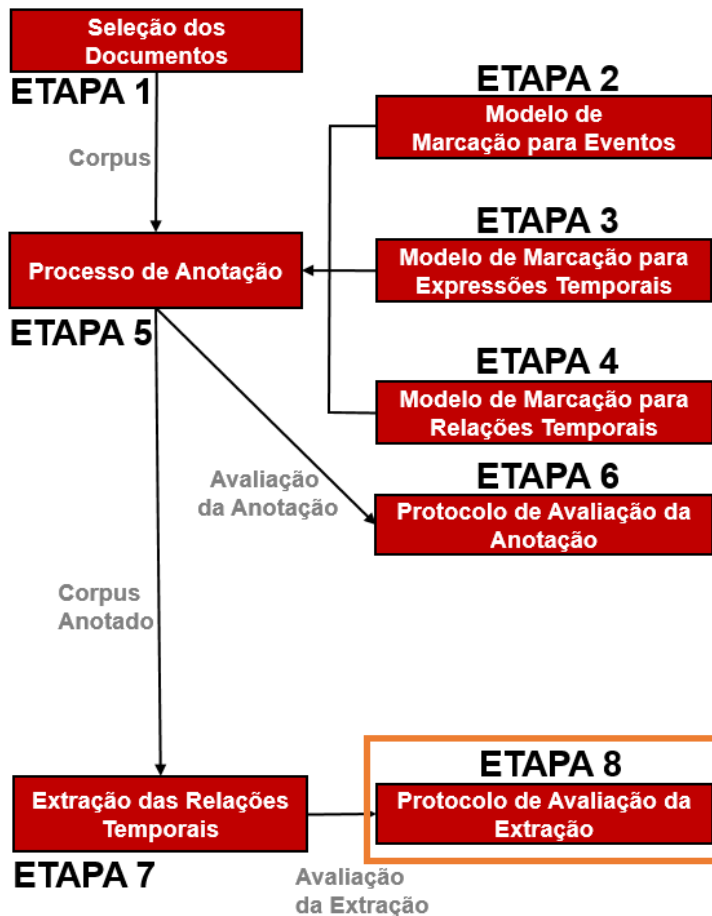 Seleção dos
Documentos
ETAPA 1
Corpus
ETAPA 2
Modelo de
Marcação para Eventos
ETAPA 3
Modelo de Marcação para
Expressões Temporais
Processo de Anotação
ETAPA 5
ETAPA 4
Modelo de Marcação para
Relações Temporais
Avaliação
da Anotação
ETAPA 6
Protocolo de Avaliação da
Anotação
Corpus
Anotado
Extração das Relações
Temporais
ETAPA 7
Avaliação
da Extração
ETAPA 8
Protocolo de Avaliação da
Extração